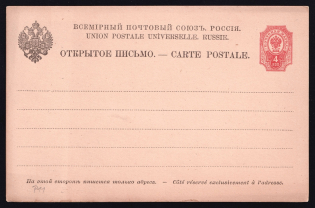 ВСЕМІРНЫЙ ПОЧТОВЫЙ СОЮЗЪ. РОССІЯ.
UNION POSTALE UNIVERSELLE. RUSSIE.
ОТКРЫТОЕ ПИСЬМО. — CARTE POSTALE.
4
На этой сторонѣ пишется только адресъ. — Côté réservé exclusivement à l'adresse.